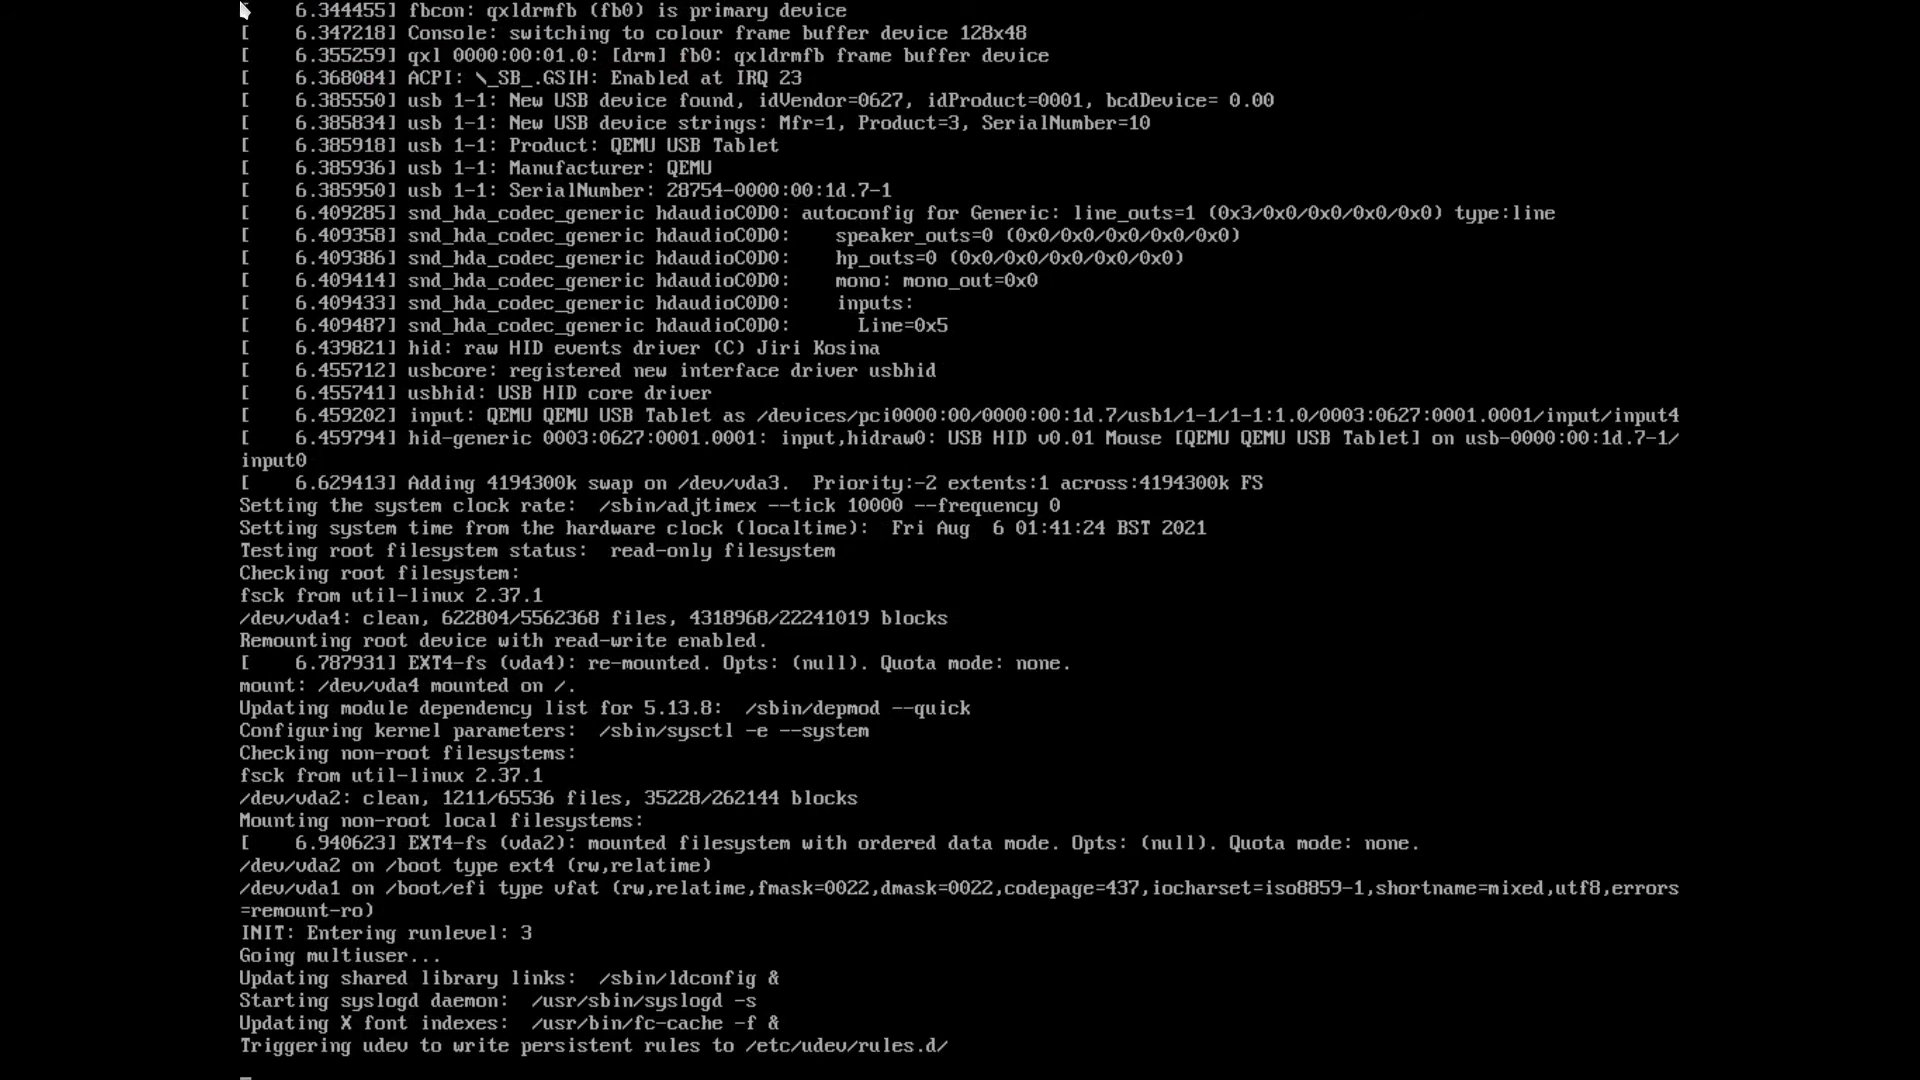 [    6.344455] fbcon: qxldrmfb (fb0) is primary device
[    6.347218] Console: switching to colour frame buffer device 128x48
[    6.355259] qxl 0000:00:01.0: [drm] fb0: qxldrmfb frame buffer device
[    6.368084] ACPI: \_SB_.GSIH: Enabled at IRQ 23
[    6.385550] usb 1-1: New USB device found, idVendor=0627, idProduct=0001, bcdDevice= 0.00
[    6.385834] usb 1-1: New USB device strings: Mfr=1, Product=3, SerialNumber=10
[    6.385918] usb 1-1: Product: QEMU USB Tablet
[    6.385936] usb 1-1: Manufacturer: QEMU
[    6.385950] usb 1-1: SerialNumber: 28754-0000:00:1d.7-1
[    6.409285] snd_hda_codec_generic hdaudioC0D0: autoconfig for Generic: line_outs=1 (0x3/0x0/0x0/0x0/0x0) type:line
[    6.409358] snd_hda_codec_generic hdaudioC0D0:    speaker_outs=0 (0x0/0x0/0x0/0x0/0x0)
[    6.409386] snd_hda_codec_generic hdaudioC0D0:    hp_outs=0 (0x0/0x0/0x0/0x0/0x0)
[    6.409414] snd_hda_codec_generic hdaudioC0D0:    mono: mono_out=0x0
[    6.409433] snd_hda_codec_generic hdaudioC0D0:    inputs:
[    6.409487] snd_hda_codec_generic hdaudioC0D0:      Line=0x5
[    6.439821] hid: raw HID events driver (C) Jiri Kosina
[    6.455712] usbcore: registered new interface driver usbhid
[    6.455741] usbhid: USB HID core driver
[    6.459202] input: QEMU QEMU USB Tablet as /devices/pci0000:00/0000:00:1d.7/usb1/1-1/1-1:1.0/0003:0627:0001.0001/input/input4
[    6.459794] hid-generic 0003:0627:0001.0001: input,hidraw0: USB HID v0.01 Mouse [QEMU QEMU USB Tablet] on usb-0000:00:1d.7-1/
input0
[    6.629413] Adding 4194300k swap on /dev/vda3.  Priority:-2 extents:1 across:4194300k FS
Setting the system clock rate:  /sbin/adjtimex --tick 10000 --frequency 0
Setting system time from the hardware clock (localtime):  Fri Aug  6 01:41:24 BST 2021
Testing root filesystem status:  read-only filesystem
Checking root filesystem:
fsck from util-linux 2.37.1
/dev/vda4: clean, 622804/5562368 files, 4318968/22241019 blocks
Remounting root device with read-write enabled.
[    6.787931] EXT4-fs (vda4): re-mounted. Opts: (null). Quota mode: none.
mount: /dev/vda4 mounted on /.
Updating module dependency list for 5.13.8:  /sbin/depmod --quick
Configuring kernel parameters:  /sbin/sysctl -e --system
Checking non-root filesystems:
fsck from util-linux 2.37.1
/dev/vda2: clean, 1211/65536 files, 35228/262144 blocks
Mounting non-root local filesystems:
[    6.940623] EXT4-fs (vda2): mounted filesystem with ordered data mode. Opts: (null). Quota mode: none.
/dev/vda2 on /boot type ext4 (rw,relatime)
/dev/vda1 on /boot/efi type vfat (rw,relatime,fmask=0022,dmask=0022,codepage=437,iocharset=iso8859-1,shortname=mixed,utf8,errors
=remount-ro)
INIT: Entering runlevel: 3
Going multiuser...
Updating shared library links:  /sbin/ldconfig &
Starting syslogd daemon:  /usr/sbin/syslogd -s
Updating X font indexes:  /usr/bin/fc-cache -f &
Triggering udev to write persistent rules to /etc/udev/rules.d/